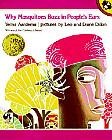 Why Mosquitoes Buzz in People's Ears
Verna Aardema | pictures by Leo and Diane Dillon